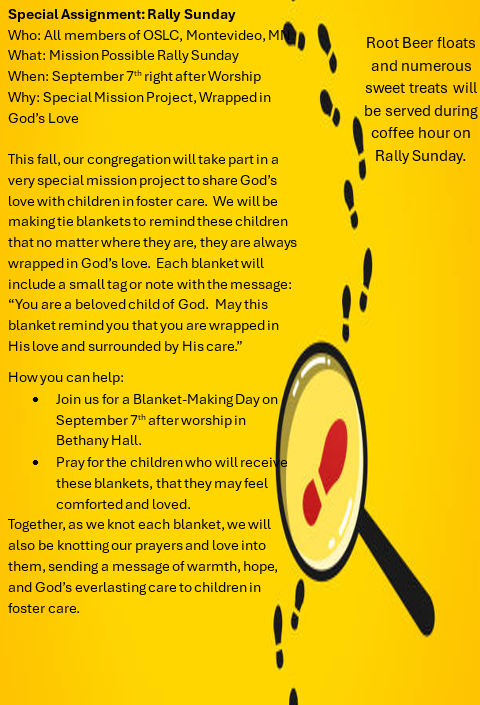 Special Assignment: Rally Sunday
Who: All members of OSLC, Montevideo, MN
What: Mission Possible Rally Sunday
When: September 7th right after Worship
Why: Special Mission Project, Wrapped in
God's Love
Root Beer floats
and numerous
sweet treats will
be served during
coffee hour on
Rally Sunday.
This fall, our congregation will take part in a
very special mission project to share God's
love with children in foster care. We will be
making tie blankets to remind these children
that no matter where they are, they are always
wrapped in God's love. Each blanket will
include a small tag or note with the message:
“You are a beloved child of God. May this
blanket remind you that you are wrapped in
His love and surrounded by His care.”
How you can help:
• Join us for a Blanket-Making Day on
September 7th after worship in
Bethany Hall.
• Pray for the children who will receive
these blankets, that they may feel
comforted and loved.
Together, as we knot each blanket, we will
also be knotting our prayers and love into
them, sending a message of warmth, hope,
and God's everlasting care to children in
foster care.